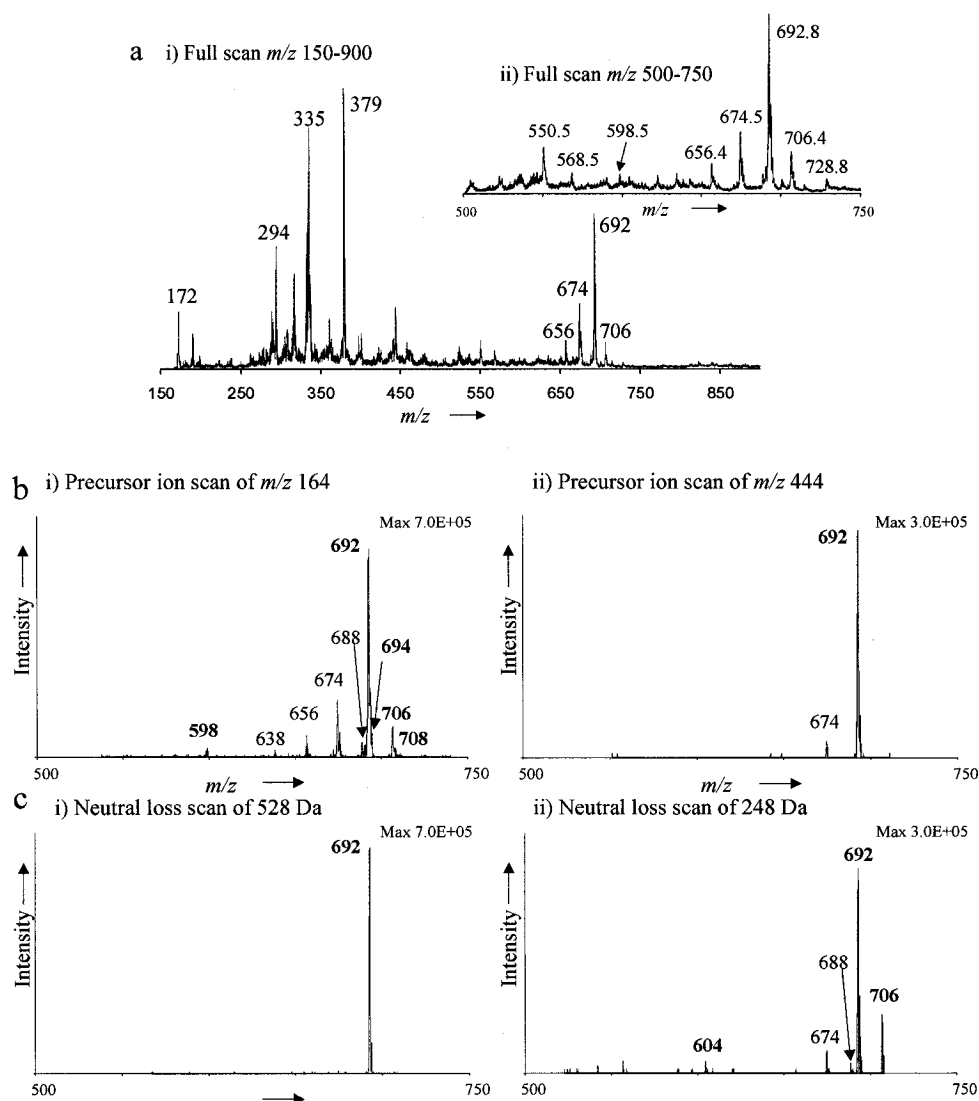 a i) Full scan m/z 150-900
335
379
294
172
692
674
656
706
150 250 350 450 550 650 750 850
m/z
ii) Full scan m/z 500-750
692.8
550.5
568.5
598.5
656.4
674.5
706.4
728.8
500 750
m/z
b i) Precursor ion scan of m/z 164
Max 7.0E+05
692
688
694
674
656
706
598
638
708
Intensity
500 750
m/z
ii) Precursor ion scan of m/z 444
Max 3.0E+05
692
674
Intensity
500 750
m/z
c i) Neutral loss scan of 528 Da
Max 7.0E+05
692
Intensity
500 750
ii) Neutral loss scan of 248 Da
Max 3.0E+05
692
688
706
674
604
Intensity
500 750